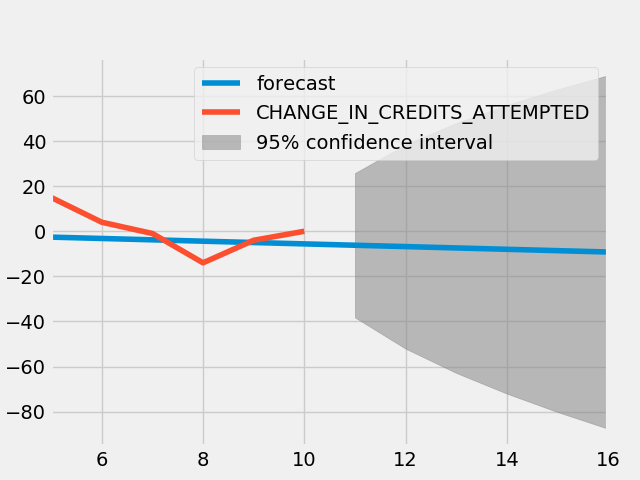 forecast
CHANGE_IN_CREDITS_ATTEMPTED
95% confidence interval
60
40
20
0
−20
−40
−60
−80
6 8 10 12 14 16